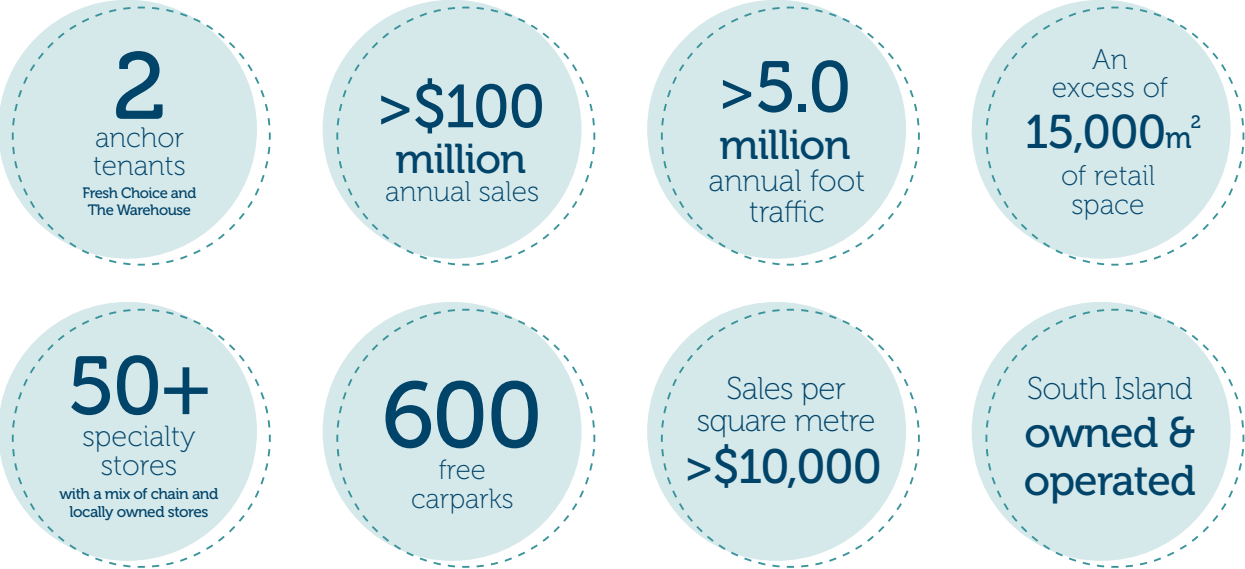 2
anchor
tenants
Fresh Choice and
The Warehouse
>$100
million
annual sales
>5.0
million
annual foot
traffic
An
excess of
15,000m²
of retail
space
50+
specialty
stores
with a mix of chain and
locally owned stores
600
free
carparks
Sales per
square metre
>$10,000
South Island
owned &
operated